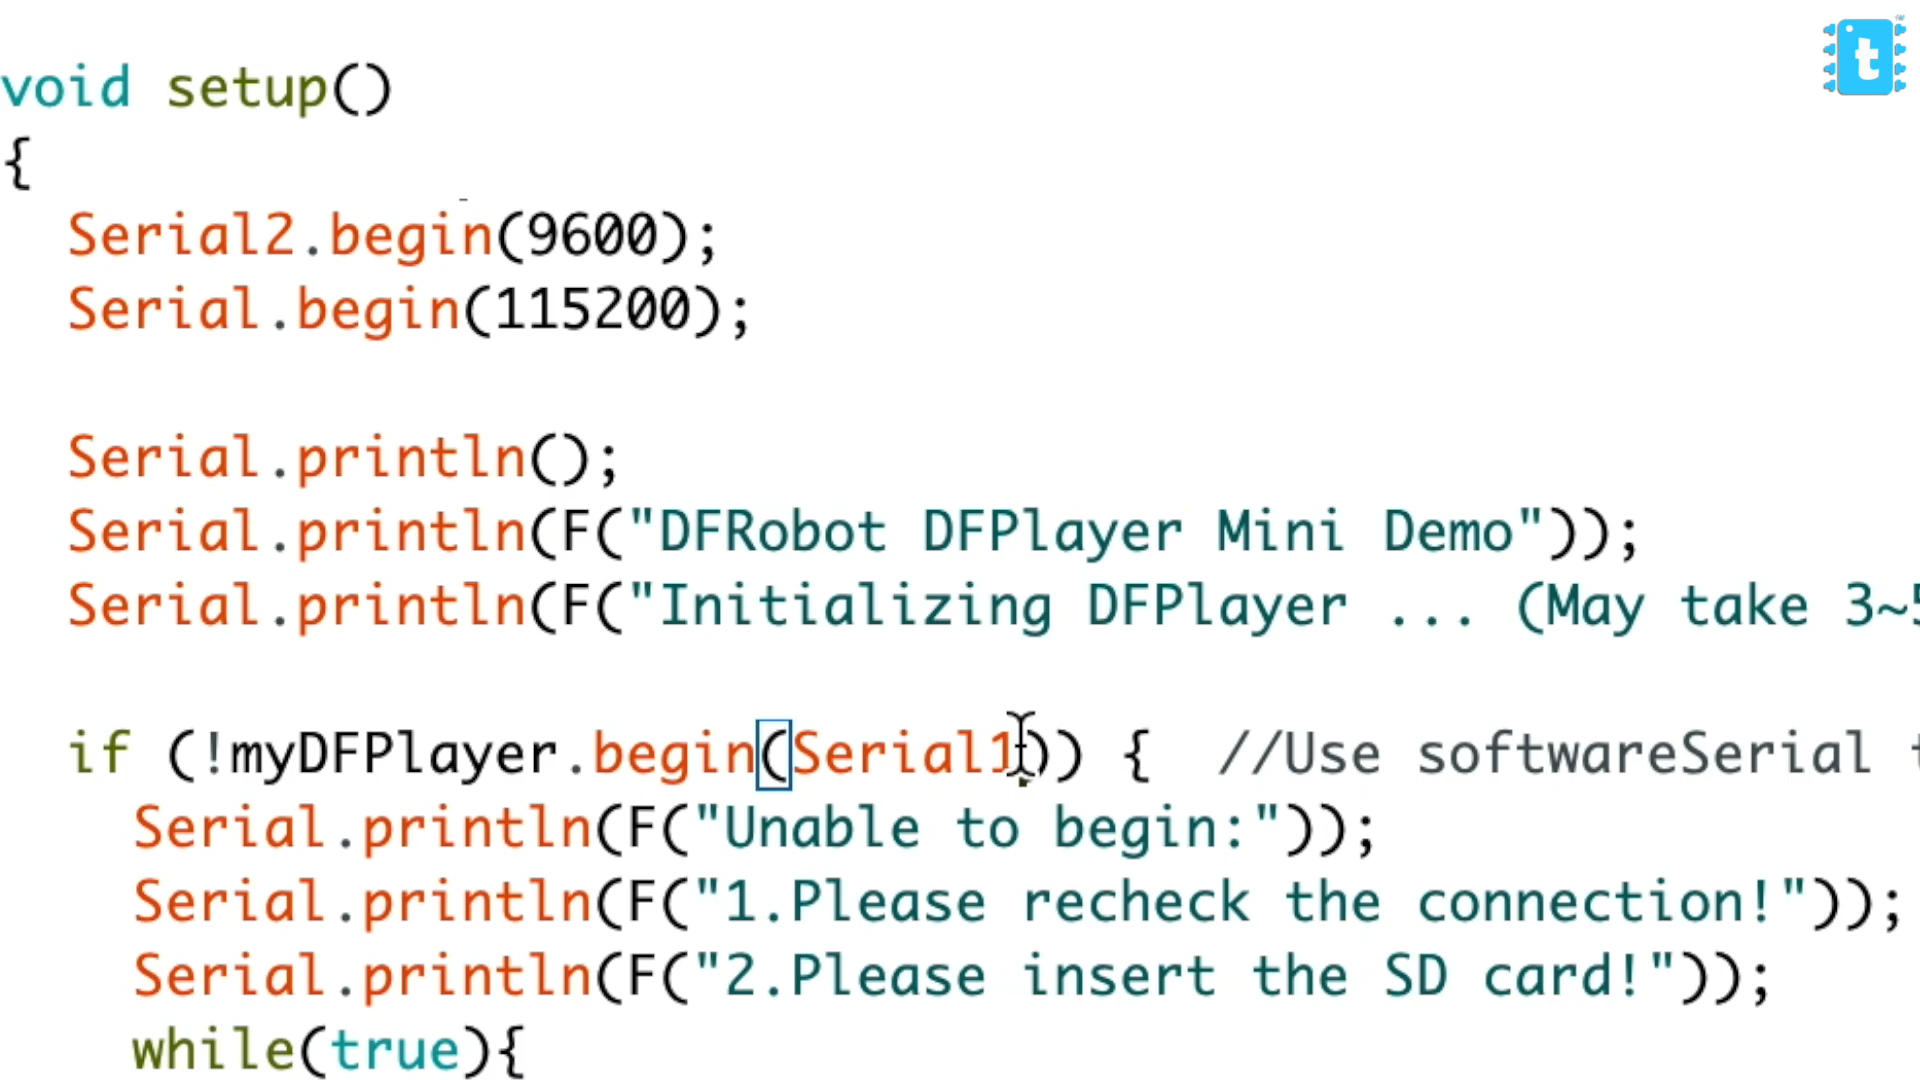 void setup()
{
Serial2.begin(9600);
Serial.begin(115200);
Serial.println();
Serial.println(F("DFRobot DFPlayer Mini Demo"));
Serial.println(F("Initializing DFPlayer ... (May take 3~5
if (!myDFPlayer.begin(Serial1)) { //Use softwareSerial t
Serial.println(F("Unable to begin:"));
Serial.println(F("1.Please recheck the connection!"));
Serial.println(F("2.Please insert the SD card!"));
while(true){
t